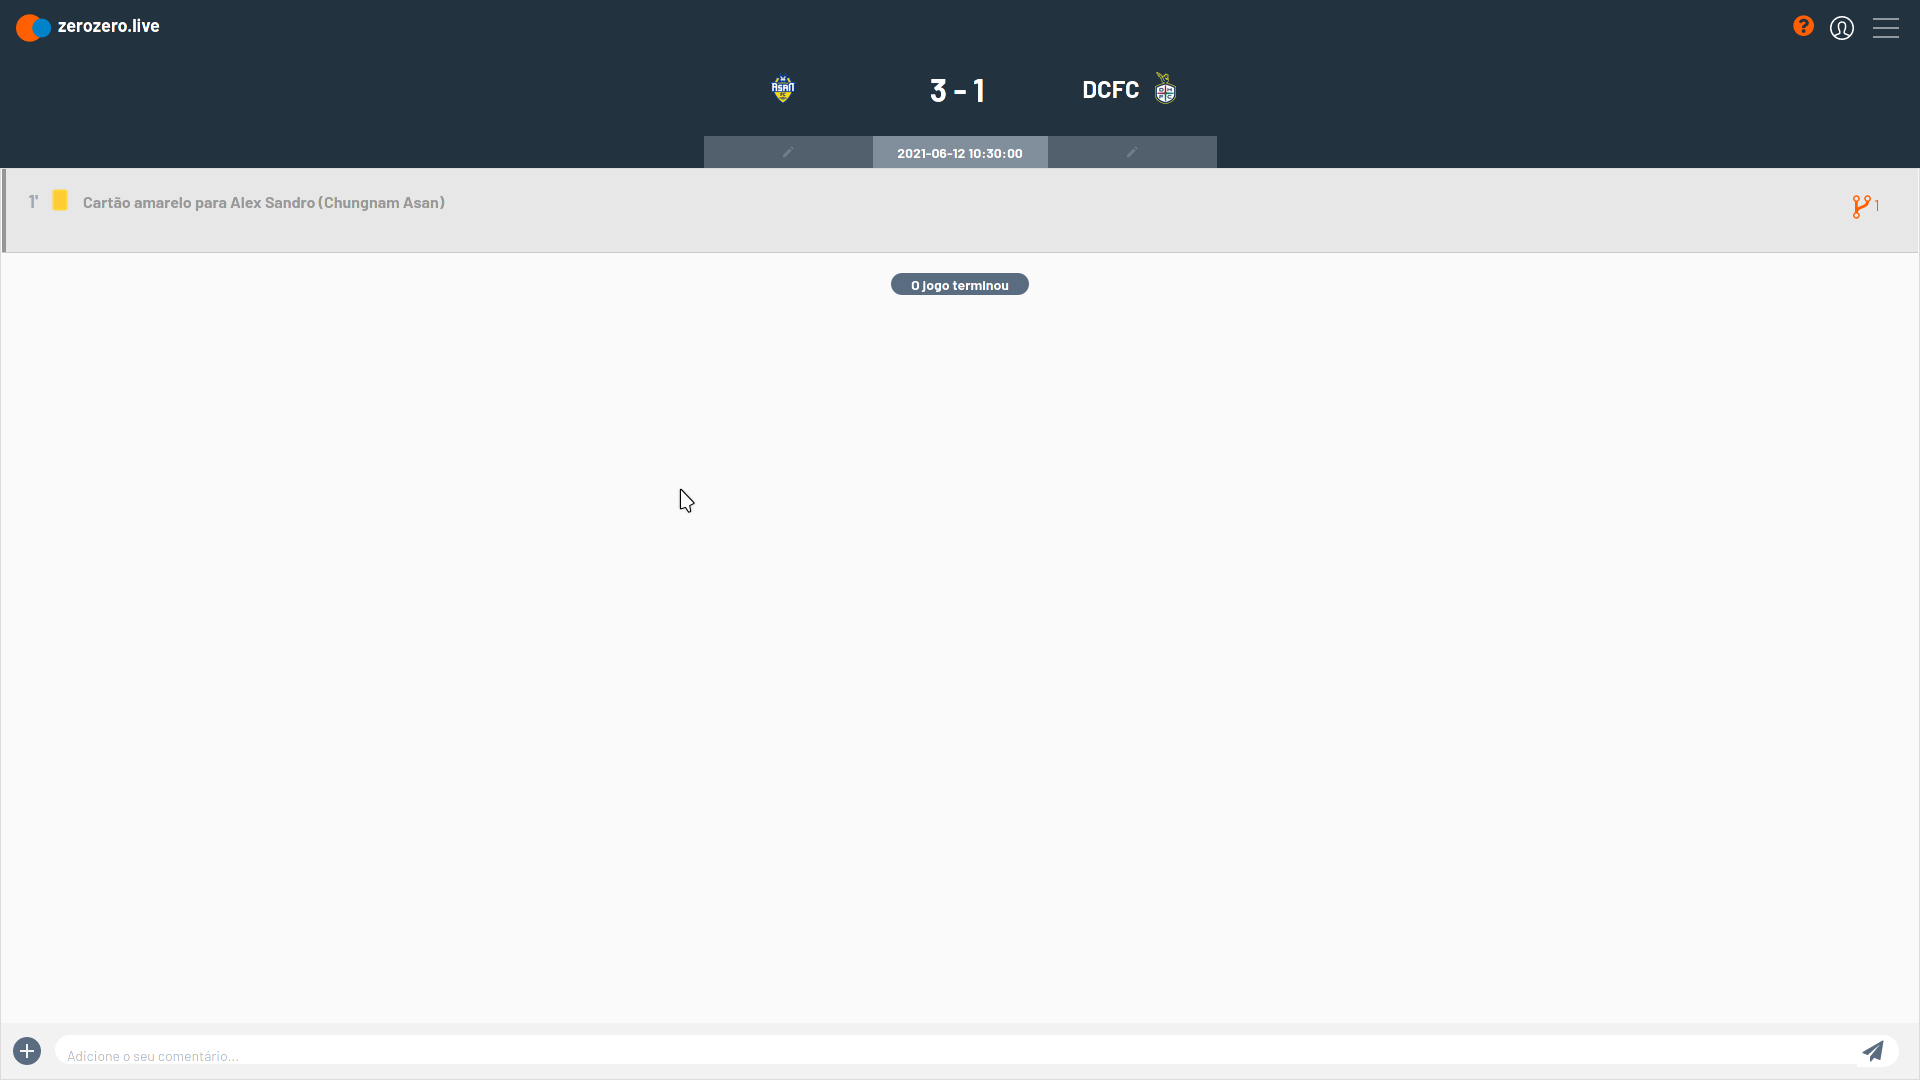 zerozero.live
?
ASAN
3 - 1
DCFC
2021-06-12 10:30:00
1'
Cartão amarelo para Alex Sandro (Chungnam Asan)
1
O jogo terminou
Adicione o seu comentário...